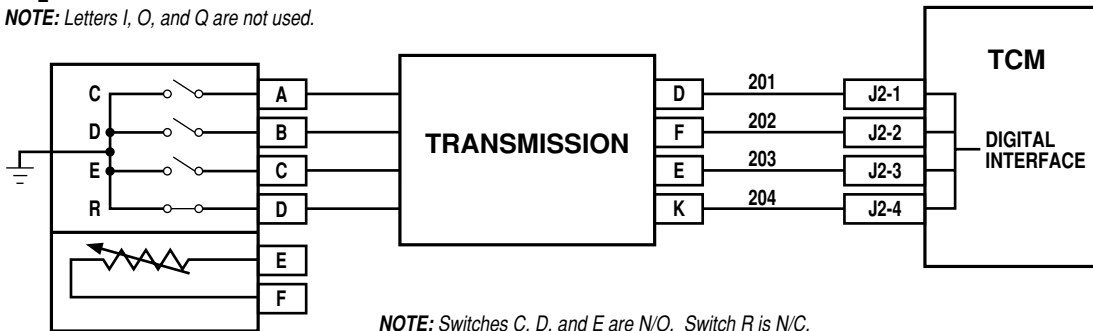 NOTE: Letters I, O, and Q are not used.
TCM
C A D 201 J2-1
D B F 202 J2-2
TRANSMISSION
DIGITAL
INTERFACE
E C E 203 J2-3
R D K 204 J2-4
E
F
NOTE: Switches C, D, and E are N/O. Switch R is N/C.